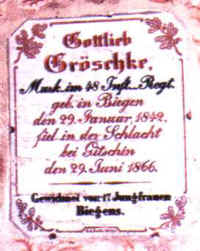 Gottlieb
Gröschke,
Musk. im 48 Inft. Regt.
geb. in Biegen
den 29. Januar 1842.
fiel in der Schlacht
bei Gitschin
den 29. Juni 1866.
Gewidmet von 17 Jungfrauen
Biegens.